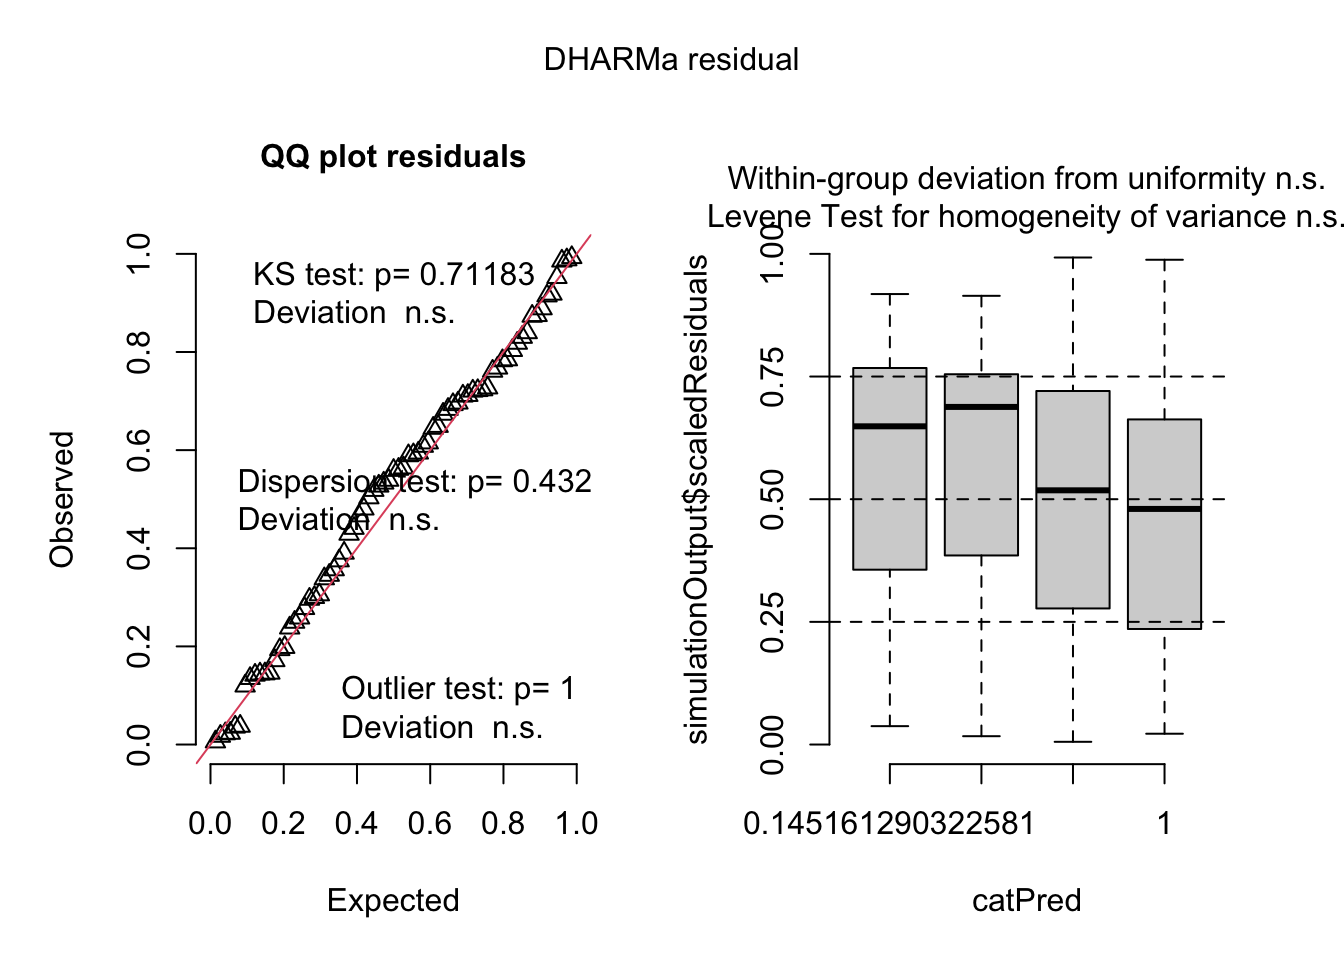 DHARMa residual
QQ plot residuals
KS test: p= 0.71183
Deviation  n.s.
Dispersion test: p= 0.432
Deviation  n.s.
Outlier test: p= 1
Deviation  n.s.
Observed
0.0
0.2
0.4
0.6
0.8
1.0
0.0 0.2 0.4 0.6 0.8 1.0
Expected
Within-group deviation from uniformity n.s.
Levene Test for homogeneity of variance n.s.
simulationOutput$scaledResiduals
0.00
0.25
0.50
0.75
1.00
0.145161290322581 1
catPred